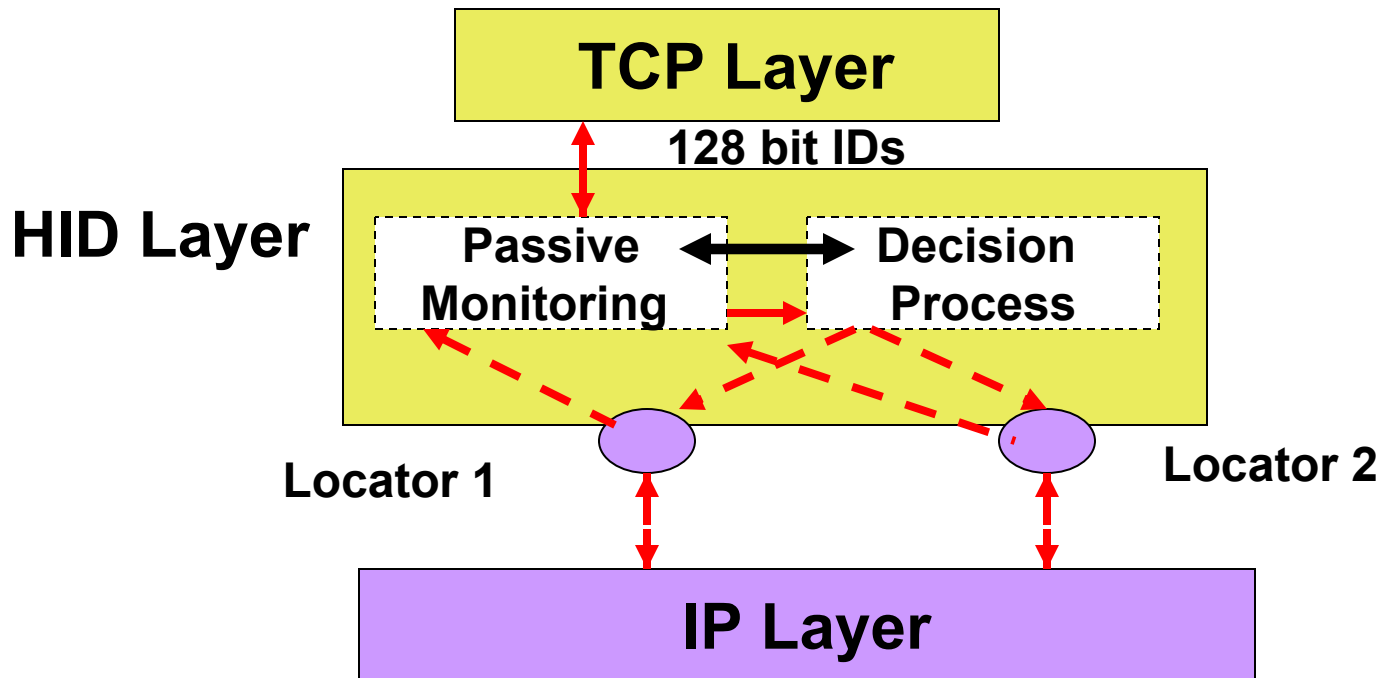 TCP Layer
128 bit IDs
HID Layer
Passive
Monitoring
Decision
Process
Locator 1
Locator 2
IP Layer